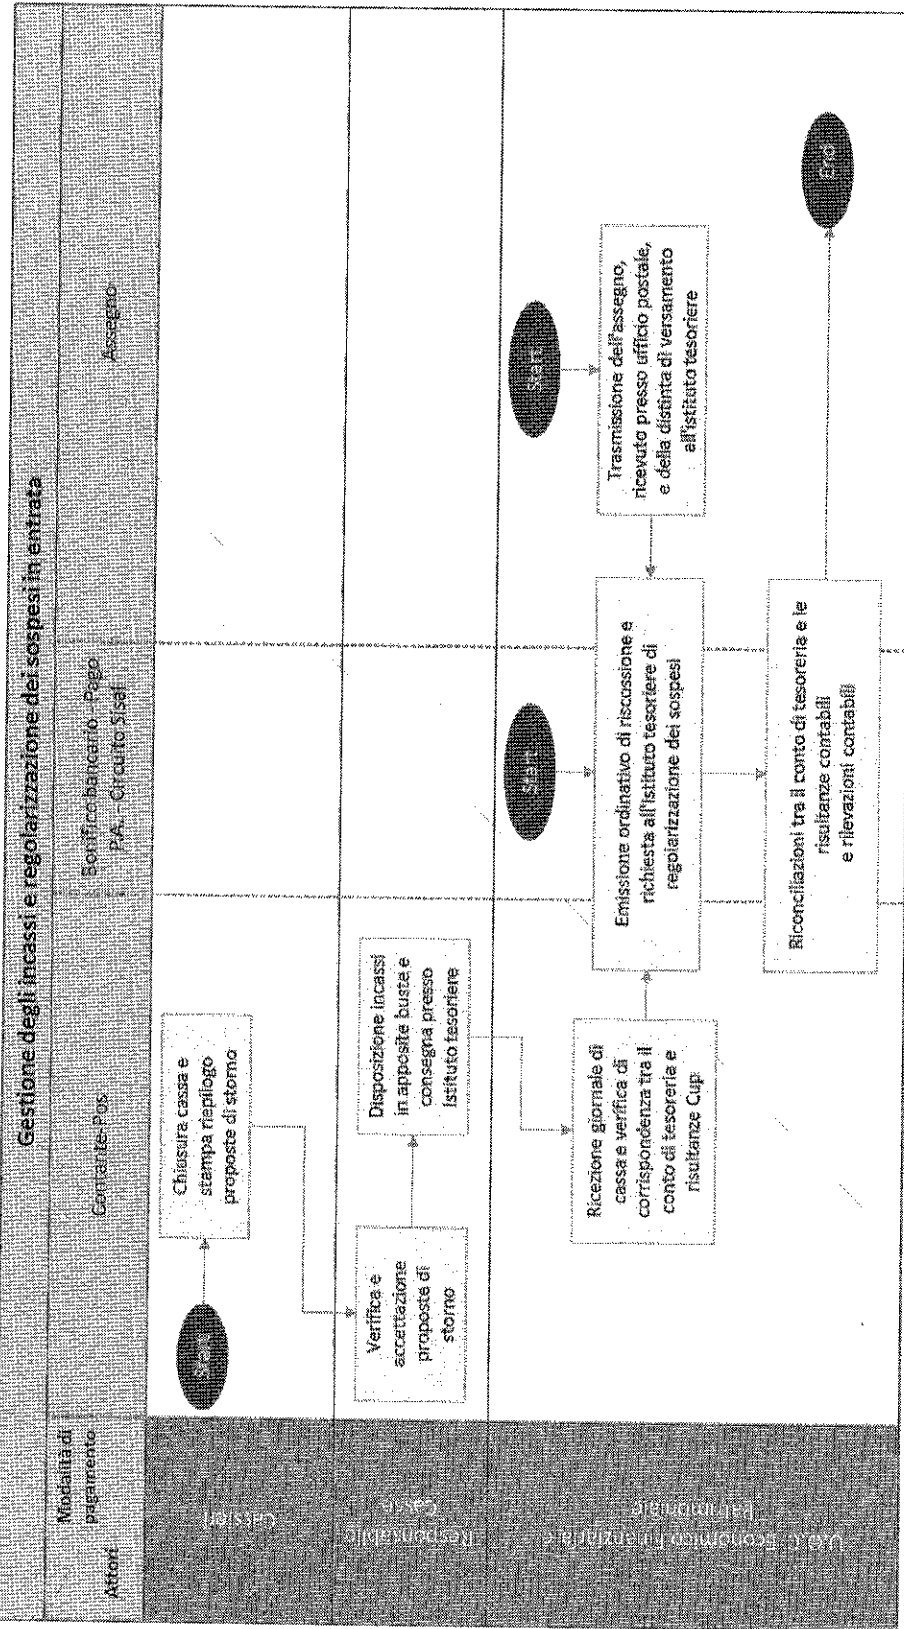 Gestione degli incassi e regolarizzazione dei sospesi in entrata
Modalità di
pagamento
Attori
Contante-Pos
Bonifico bancario - Pago
P.A. - Circuito Sisal
Assegno
Cassieri
Start
Chiusura cassa e
stampa riepilogo
proposte di storno
Responsabile
Verifica e
accettazione
proposte di
storno
Disposizione incassi
in apposite buste e
consegna presso
Istituto tesoriere
U.O.C. Economico Finanziaria e
Patrimoniale
Ricezione giornale di
cassa e verifica di
corrispondenza tra il
conto di tesoreria e
risultanze Cup
Start
Emissione ordinativo di riscossione e
richiesta all'istituto tesoriere di
regolarizzazione dei sospesi
Start
Trasmissione dell'assegno,
ricevuto presso ufficio postale,
e della distinta di versamento
all'istituto tesoriere
Riconciliazioni tra il conto di tesoreria e le
risultanze contabili
e rilevazioni contabili
End